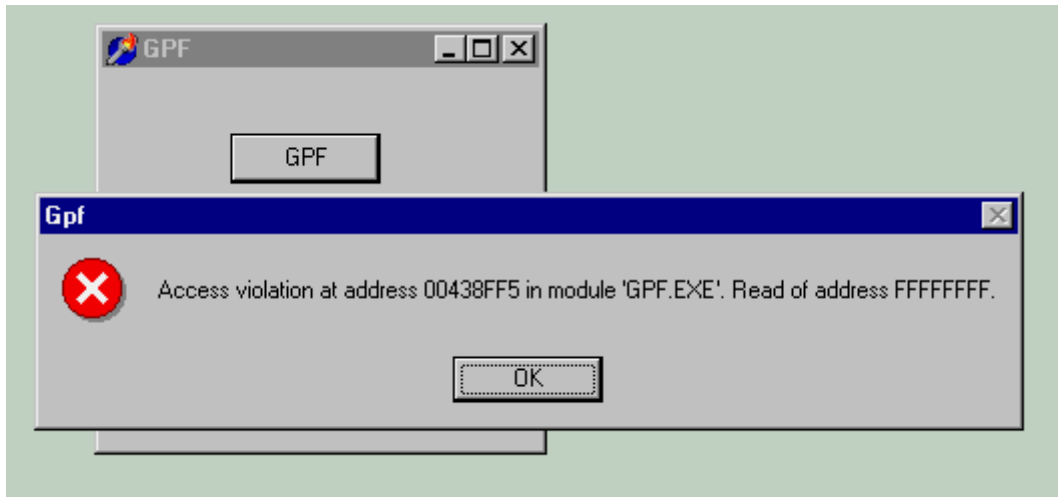 GPF
GPF
Gpf
Access violation at address 00438FF5 in module 'GPF.EXE'. Read of address FFFFFFFF.
OK